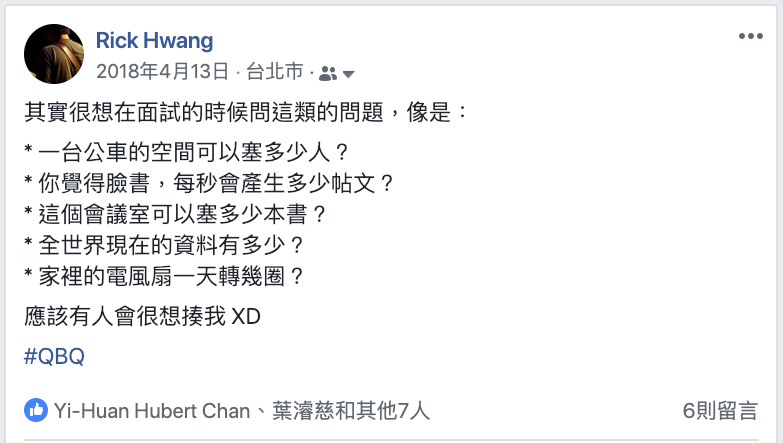 Rick Hwang
2018年4月13日 · 台北市 ·
其實很想在面試的時候問這類的問題，像是：
* 一台公車的空間可以塞多少人？
* 你覺得臉書，每秒會產生多少帖文？
* 這個會議室可以塞多少本書？
* 全世界現在的資料有多少？
* 家裡的電風扇一天轉幾圈？
應該有人會很想揍我 XD
#QBQ
Yi-Huan Hubert Chan、葉濬慈和其他7人 6則留言